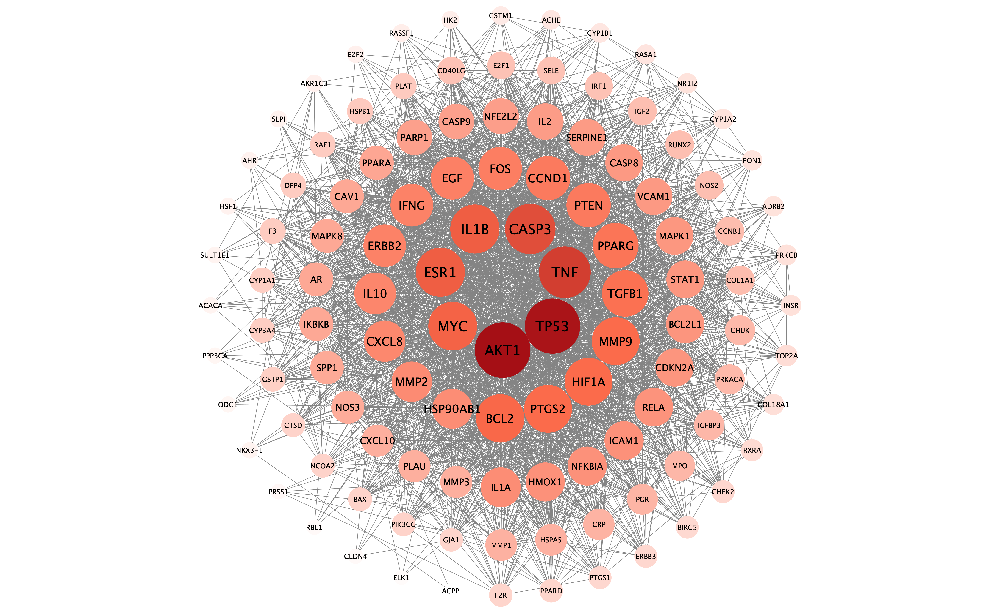 GSTM1
HK2
ACHE
RASSF1
CYP1B1
E2F2
RASA1
E2F1
CD40LG
SELE
AKR1C3
NR1I2
PLAT
IRF1
HSPB1
IGF2
NFE2L2
SLPI
CYP1A2
CASP9
IL2
PARP1
SERPINE1
RAF1
RUNX2
AHR
PON1
PPARA
CASP8
FOS
EGF
CCND1
DPP4
NOS2
CAV1
VCAM1
IFNG
PTEN
HSF1
ADRB2
IL1B
CASP3
F3
CCNB1
MAPK8
MAPK1
ERBB2
PPARG
SULT1E1
PRKCB
ESR1
TNF
AR
STAT1
CYP1A1
COL1A1
IL10
TGFB1
ACACA
INSR
IKBKB
BCL2L1
MYC
TP53
CYP3A4
CHUK
CXCL8
MMP9
AKT1
PPP3CA
TOP2A
SPP1
CDKN2A
GSTP1
PRKACA
MMP2
HIF1A
ODC1
COL18A1
NOS3
RELA
HSP90AB1
PTGS2
BCL2
CTSD
IGFBP3
CXCL10
ICAM1
NKX3-1
RXRA
NCOA2
PLAU
NFKBIA
MPO
MMP3
HMOX1
IL1A
PRSS1
CHEK2
BAX
PGR
PIK3CG
CRP
RBL1
BIRC5
GJA1
HSPA5
MMP1
CLDN4
ERBB3
ELK1
PTGS1
ACPP
PPARD
F2R